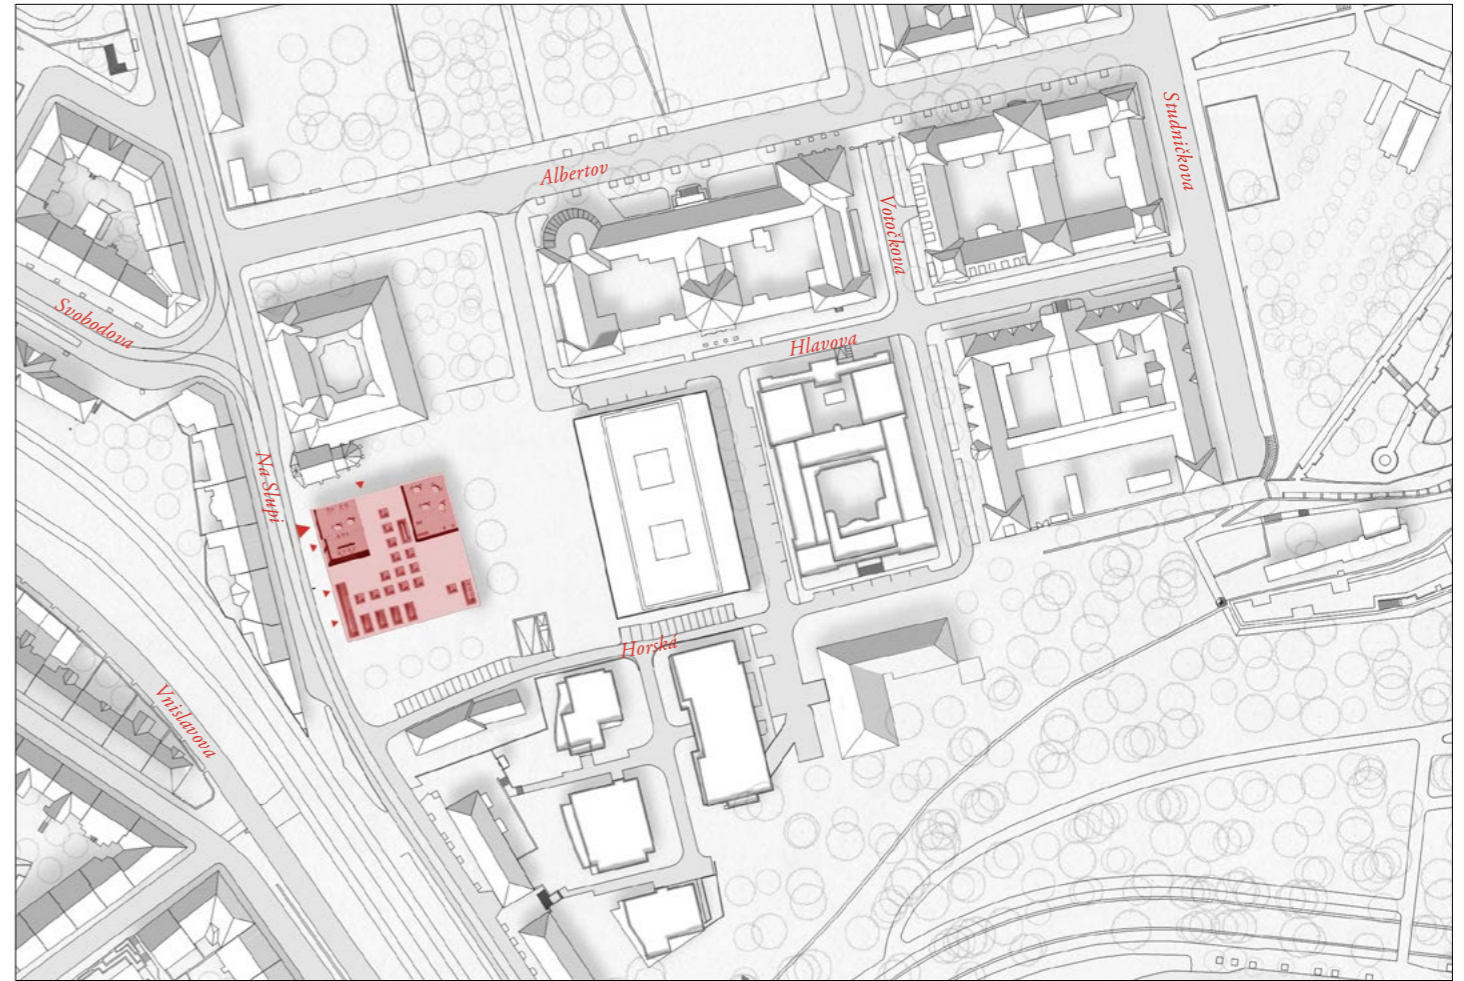 Studničkova
Albertov
Votočkova
Svobodova
Hlavova
Na Slupi
Horská
Vnislavova